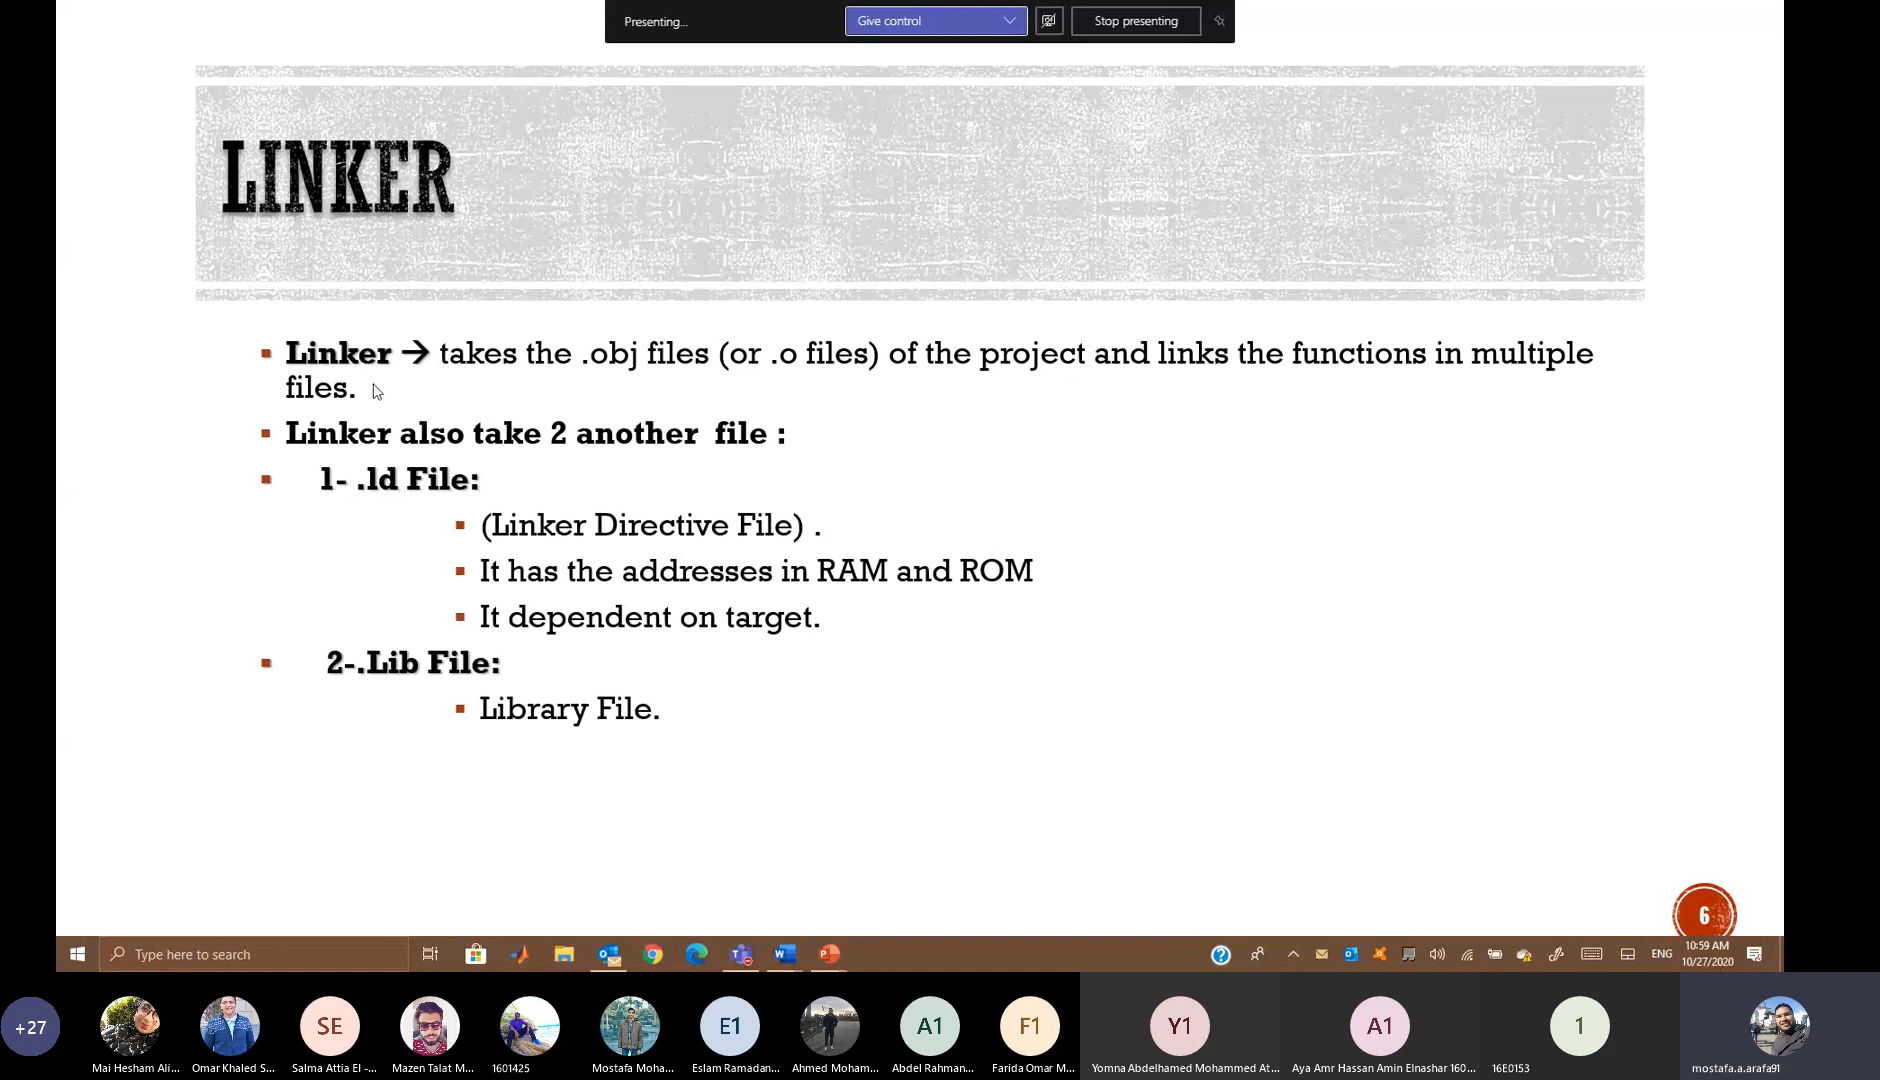 Presenting...
Give control
Stop presenting
LINKER
Linker → takes the .obj files (or .o files) of the project and links the functions in multiple
files.
Linker also take 2 another file :
1- .ld File:
(Linker Directive File) .
It has the addresses in RAM and ROM
It dependent on target.
2-.Lib File:
Library File.
6
Type here to search
ENG
10:59 AM
10/27/2020
+27
SE
E1
A1
F1
Y1
A1
1
Mai Hesham Ali...
Omar Khaled S...
Salma Attia El -...
Mazen Talat M...
1601425
Mostafa Moha...
Eslam Ramadan...
Ahmed Moham...
Abdel Rahman...
Farida Omar M...
Yomna Abdelhamed Mohammed At...
Aya Amr Hassan Amin Elnashar 160...
16E0153
mostafa.a.arafa91